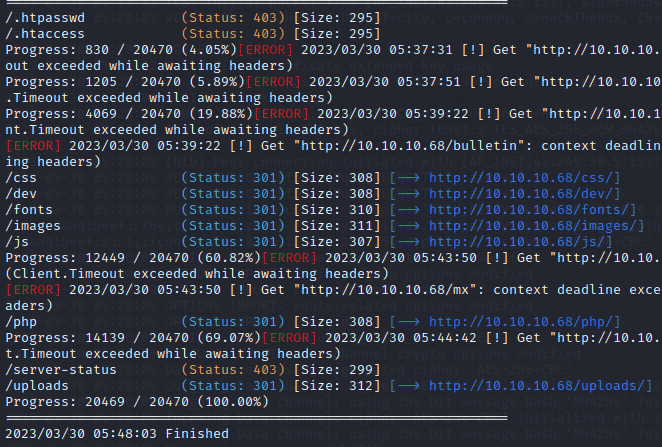 ===============================================================
/.htpasswd (Status: 403) [Size: 295]
/.htaccess (Status: 403) [Size: 295]
Progress: 830 / 20470 (4.05%)[ERROR] 2023/03/30 05:37:31 [!] Get "http://10.10.10.
out exceeded while awaiting headers)
Progress: 1205 / 20470 (5.89%)[ERROR] 2023/03/30 05:37:51 [!] Get "http://10.10.10
.Timeout exceeded while awaiting headers)
Progress: 4069 / 20470 (19.88%)[ERROR] 2023/03/30 05:39:22 [!] Get "http://10.10.1
nt.Timeout exceeded while awaiting headers)
[ERROR] 2023/03/30 05:39:22 [!] Get "http://10.10.10.68/bulletin": context deadlin
ing headers)
/css (Status: 301) [Size: 308] [--> http://10.10.10.68/css/]
/dev (Status: 301) [Size: 308] [--> http://10.10.10.68/dev/]
/fonts (Status: 301) [Size: 310] [--> http://10.10.10.68/fonts/]
/images (Status: 301) [Size: 311] [--> http://10.10.10.68/images/]
/js (Status: 301) [Size: 307] [--> http://10.10.10.68/js/]
Progress: 12449 / 20470 (60.82%)[ERROR] 2023/03/30 05:43:50 [!] Get "http://10.10.
(Client.Timeout exceeded while awaiting headers)
[ERROR] 2023/03/30 05:43:50 [!] Get "http://10.10.10.68/mx": context deadline exce
aders)
/php (Status: 301) [Size: 308] [--> http://10.10.10.68/php/]
Progress: 14139 / 20470 (69.07%)[ERROR] 2023/03/30 05:44:42 [!] Get "http://10.10.
t.Timeout exceeded while awaiting headers)
/server-status (Status: 403) [Size: 299]
/uploads (Status: 301) [Size: 312] [--> http://10.10.10.68/uploads/]
Progress: 20469 / 20470 (100.00%)
===============================================================
2023/03/30 05:48:03 Finished